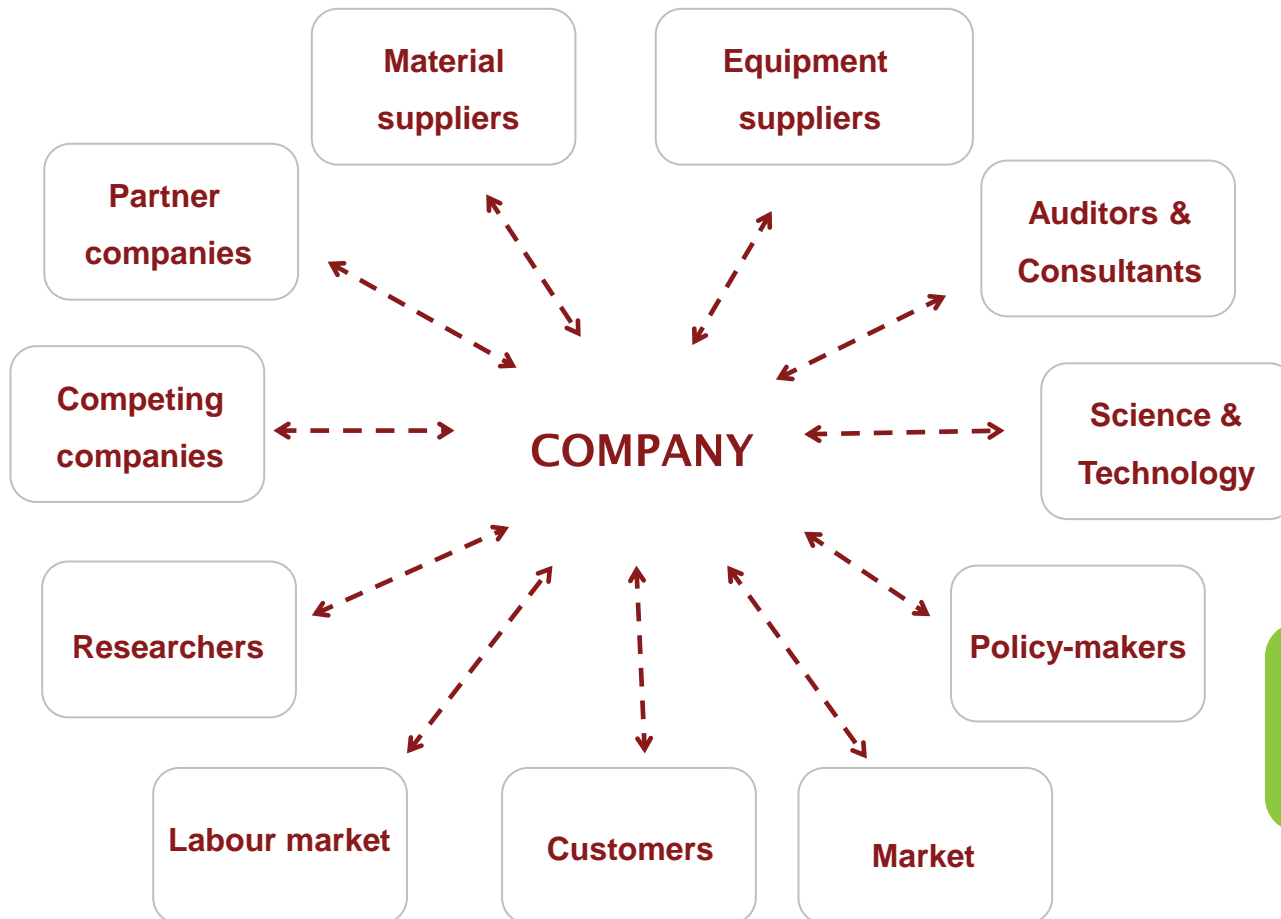 Material
suppliers
Equipment
suppliers
Partner
companies
Auditors &
Consultants
Competing
companies
COMPANY
Science &
Technology
Researchers
Policy-makers
Labour market
Customers
Market